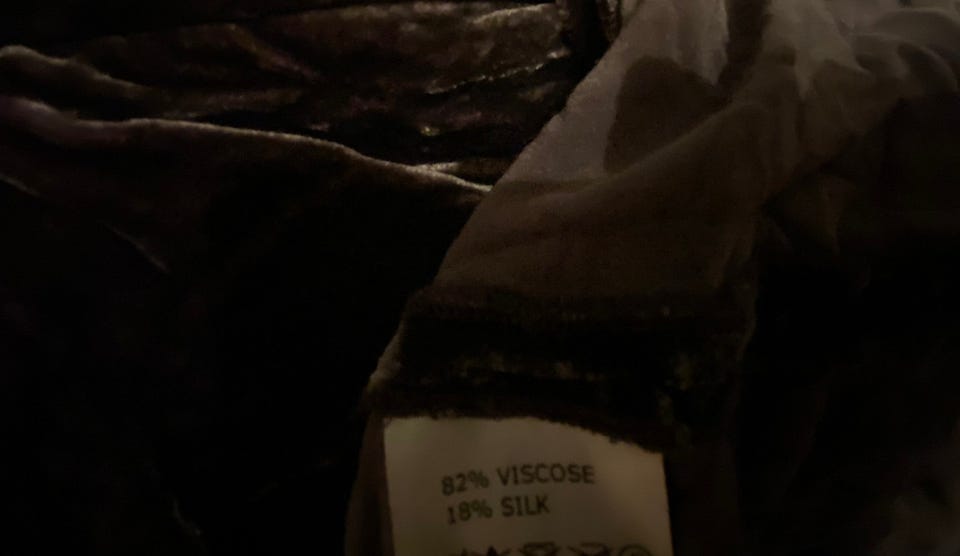 82% VISCOSE
18% SILK